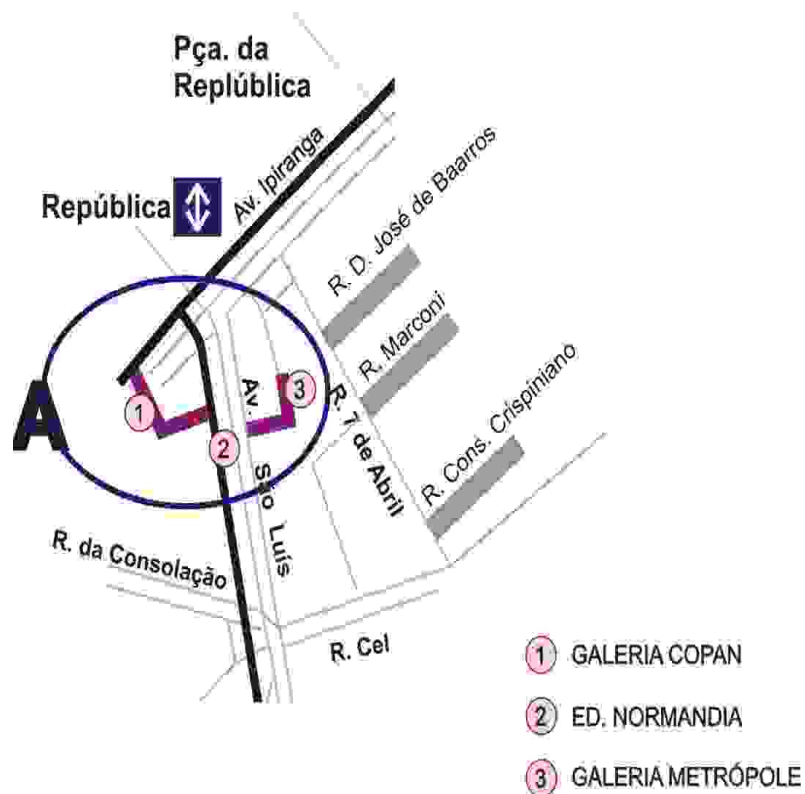 Pça. da
Replública
Av. Ipiranga
República
R. D. José de Baarros
R. Marconi
R. Cons. Crispiniano
R. 7 de Abril
Av. São Luís
A
1
2
3
R. da Consolação
R. Cel
1 GALERIA COPAN
2 ED. NORMANDIA
3 GALERIA METRÓPOLE